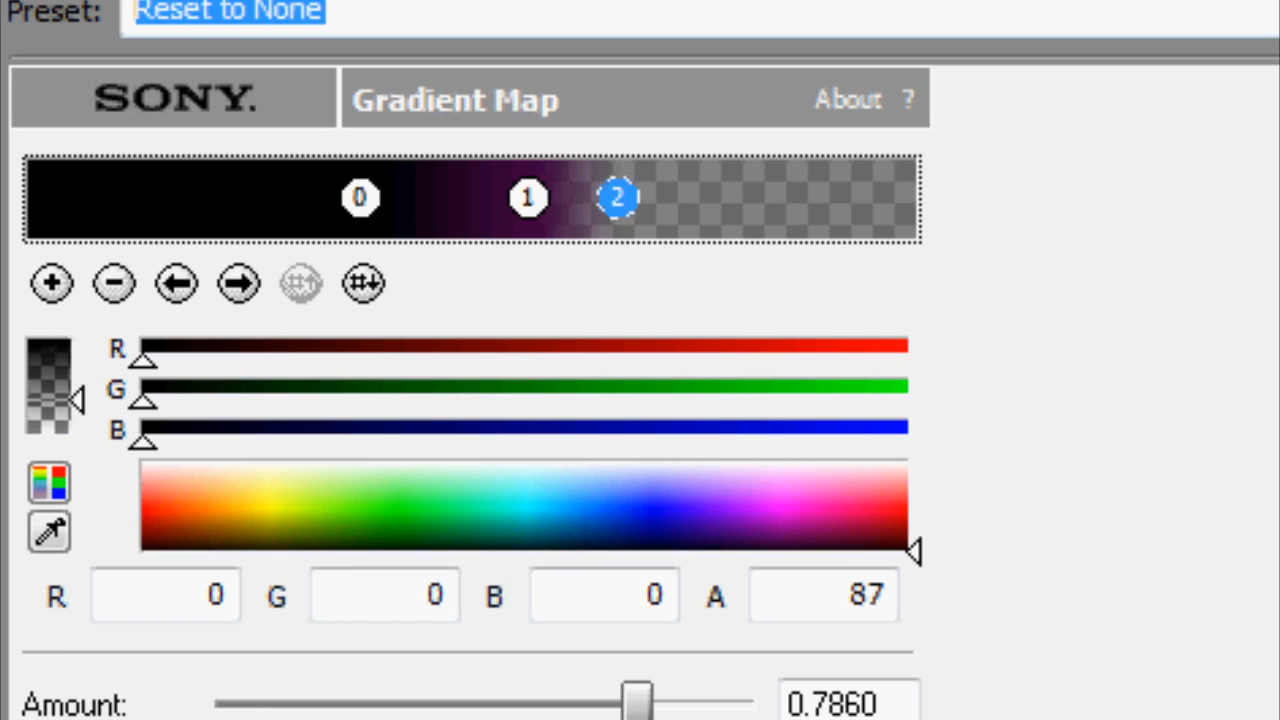 Preset: Reset to None
SONY. Gradient Map About ?
0 1 2
R
G
B
R 0 G 0 B 0 A 87
Amount: 0.7860